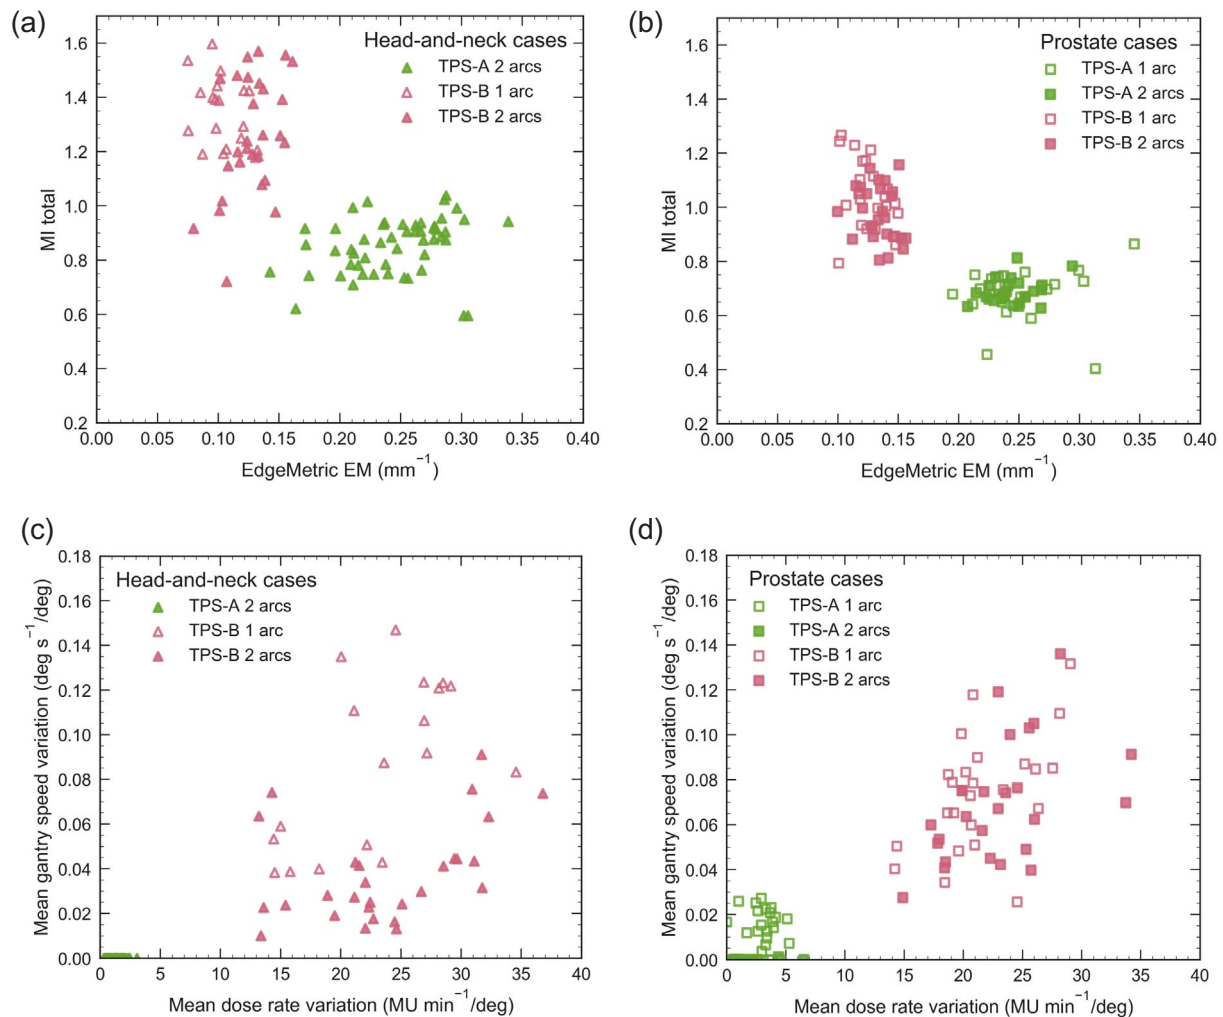 (a)
Head-and-neck cases
TPS-A 2 arcs
TPS-B 1 arc
TPS-B 2 arcs
MI total
1.6
1.4
1.2
1.0
0.8
0.6
0.4
0.2
0.00 0.05 0.10 0.15 0.20 0.25 0.30 0.35 0.40
EdgeMetric EM (mm⁻¹)
(b)
Prostate cases
TPS-A 1 arc
TPS-A 2 arcs
TPS-B 1 arc
TPS-B 2 arcs
MI total
1.6
1.4
1.2
1.0
0.8
0.6
0.4
0.2
0.00 0.05 0.10 0.15 0.20 0.25 0.30 0.35 0.40
EdgeMetric EM (mm⁻¹)
(c)
Head-and-neck cases
TPS-A 2 arcs
TPS-B 1 arc
TPS-B 2 arcs
Mean gantry speed variation (deg s⁻¹/deg)
0.18
0.16
0.14
0.12
0.10
0.08
0.06
0.04
0.02
0.00
0 5 10 15 20 25 30 35 40
Mean dose rate variation (MU min⁻¹/deg)
(d)
Prostate cases
TPS-A 1 arc
TPS-A 2 arcs
TPS-B 1 arc
TPS-B 2 arcs
Mean gantry speed variation (deg s⁻¹/deg)
0.18
0.16
0.14
0.12
0.10
0.08
0.06
0.04
0.02
0.00
0 5 10 15 20 25 30 35 40
Mean dose rate variation (MU min⁻¹/deg)